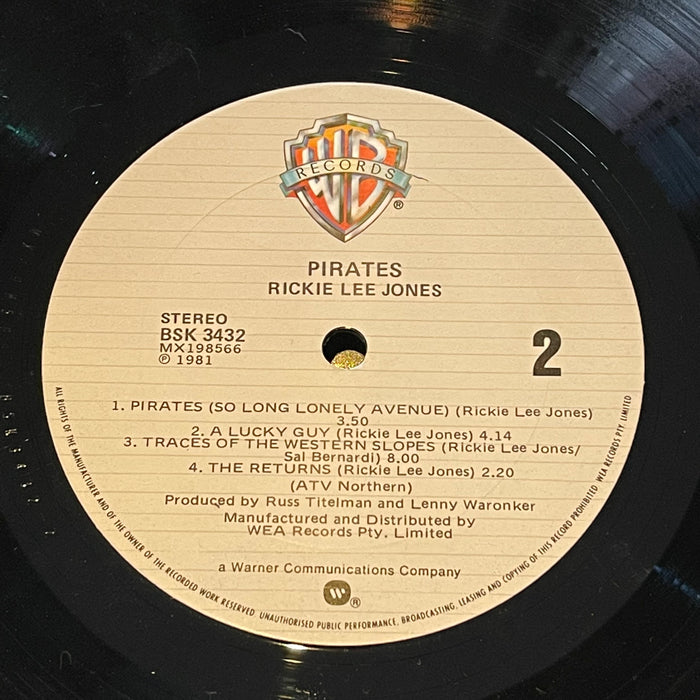 WB
RECORDS
®
PIRATES
RICKIE LEE JONES
STEREO
BSK 3432
MX198566
℗ 1981
2
1. PIRATES (SO LONG LONELY AVENUE) (Rickie Lee Jones)
3.50
2. A LUCKY GUY (Rickie Lee Jones) 4.14
3. TRACES OF THE WESTERN SLOPES (Rickie Lee Jones/
Sal Bernardi) 8.00
4. THE RETURNS (Rickie Lee Jones) 2.20
(ATV Northern)
Produced by Russ Titelman and Lenny Waronker
Manufactured and Distributed by
WEA Records Pty. Limited
a Warner Communications Company
W ®
ALL RIGHTS OF THE MANUFACTURER AND OF THE OWNER OF THE RECORDED WORK RESERVED. UNAUTHORISED PUBLIC PERFORMANCE, BROADCASTING, LEASING AND COPYING OF THIS RECORD PROHIBITED. WEA RECORDS PTY. LIMITED